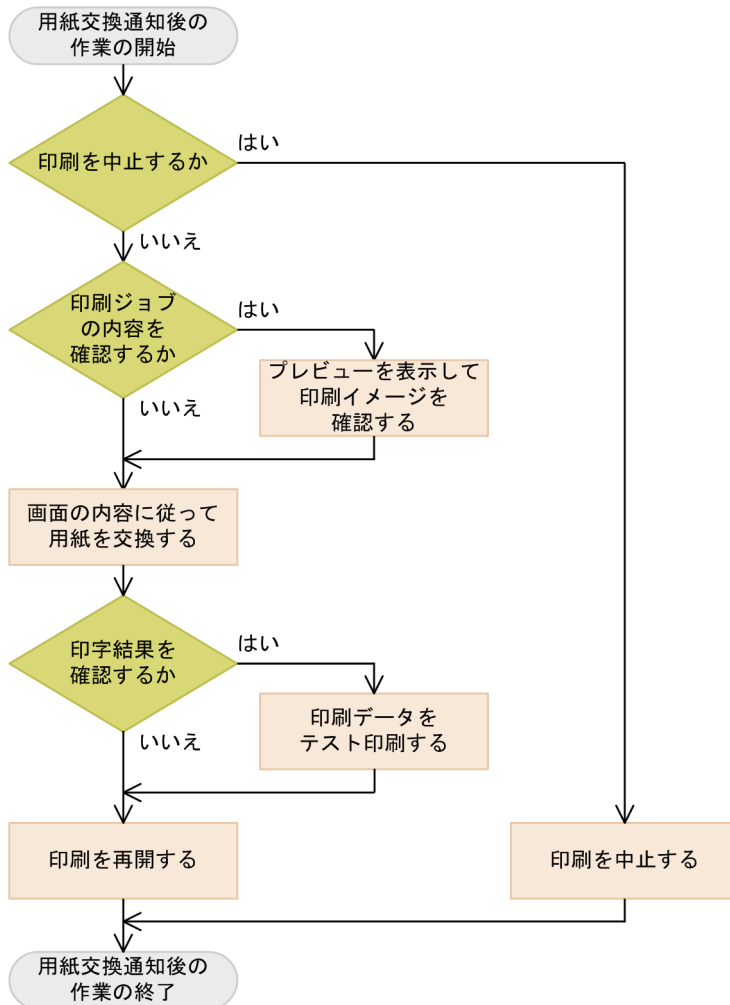 用紙交換通知後の
作業の開始
印刷を中止するか
はい
いいえ
印刷ジョブ
の内容を
確認するか
はい
いいえ
プレビューを表示して
印刷イメージを
確認する
画面の内容に従って
用紙を交換する
印字結果を
確認するか
はい
いいえ
印刷データを
テスト印刷する
印刷を再開する
印刷を中止する
用紙交換通知後の
作業の終了